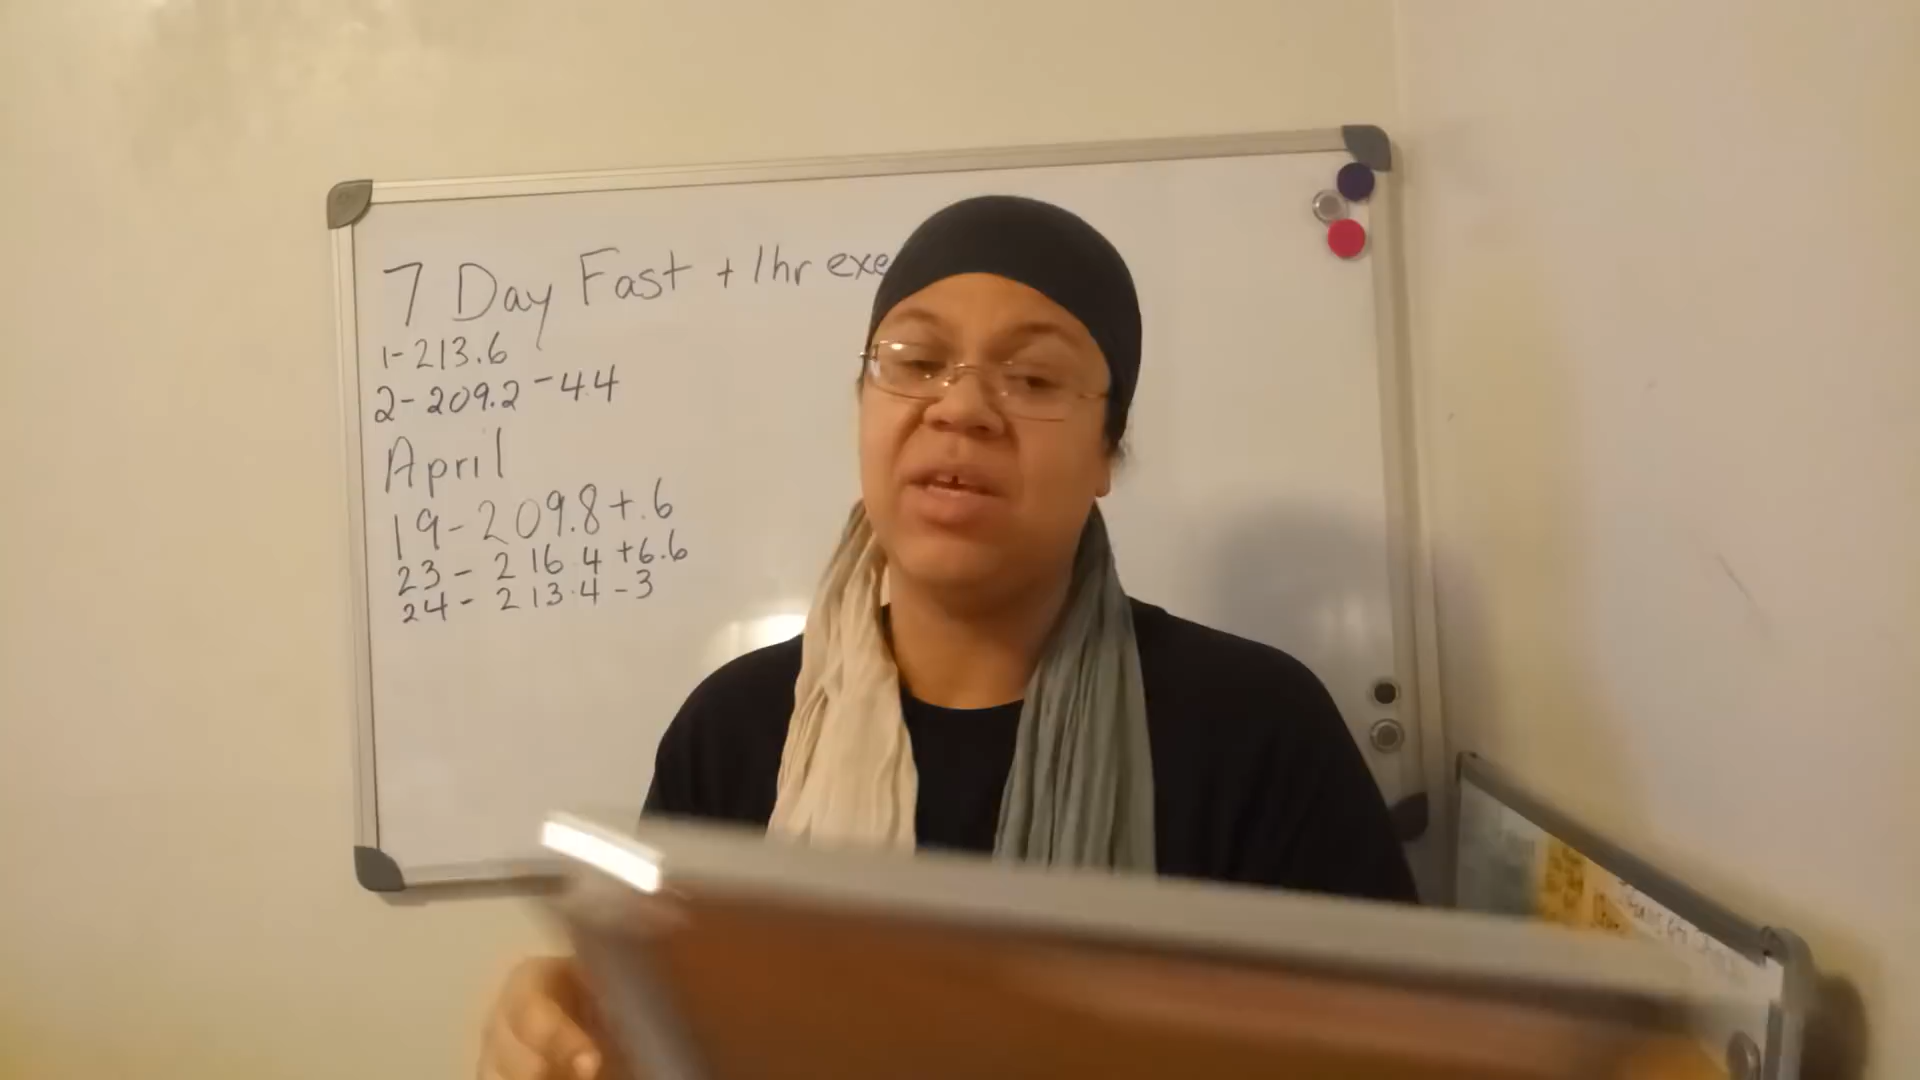 7 Day Fast + 1hr exe
1-213.6
2-209.2 -4.4
April
19-209.8+.6
23 - 216.4 +6.6
24 - 213.4 -3